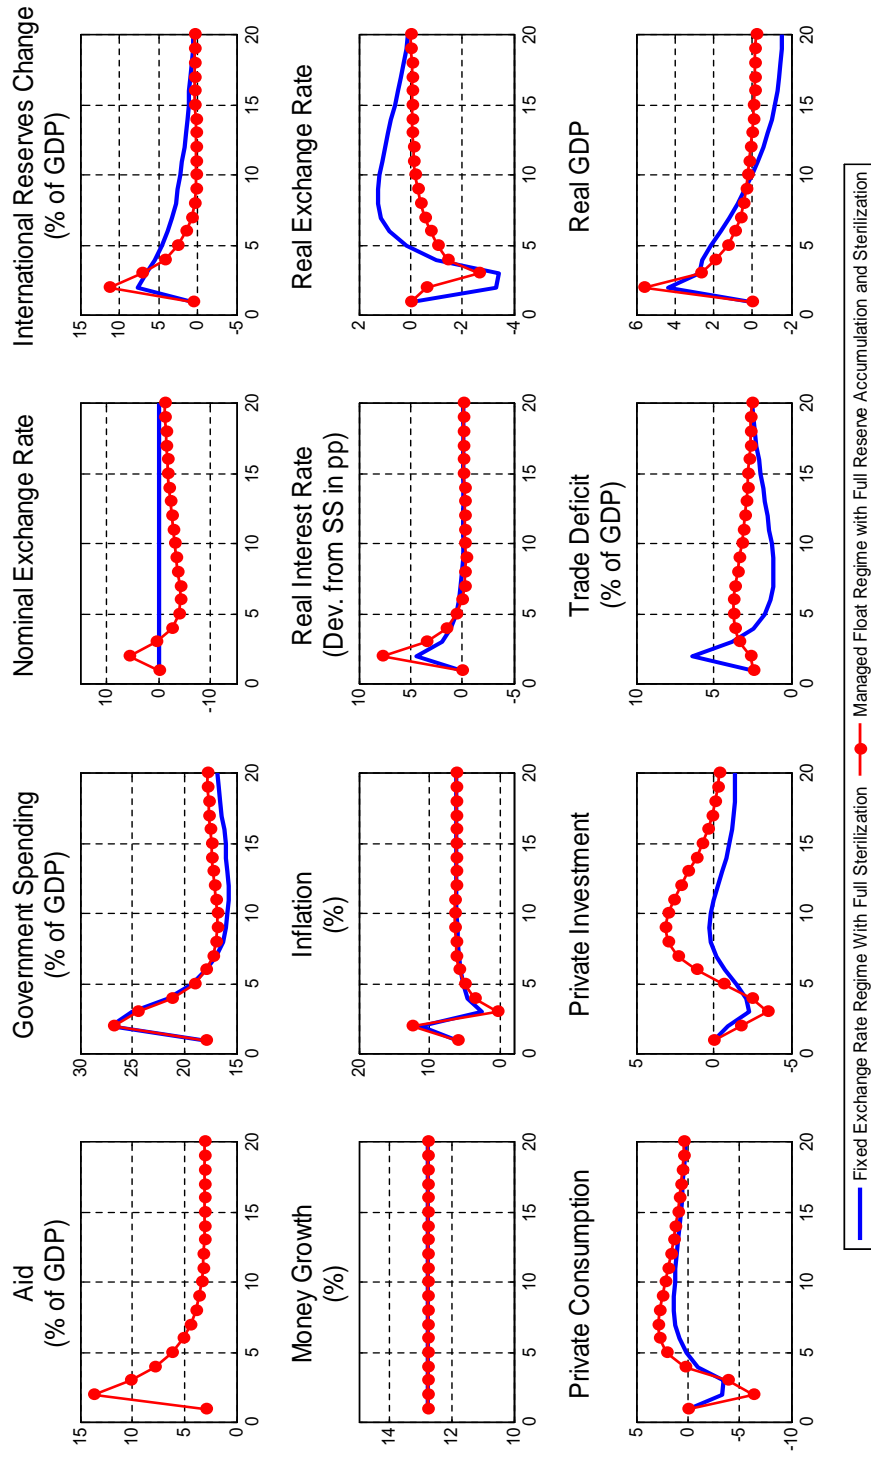 Aid
(% of GDP)
15
10
5
0
0 5 10 15 20
Government Spending
(% of GDP)
30
25
20
15
0 5 10 15 20
Nominal Exchange Rate
10
0
-10
0 5 10 15 20
International Reserves Change
(% of GDP)
15
10
5
0
-5
0 5 10 15 20
Money Growth
(%)
14
12
10
0 5 10 15 20
Inflation
(%)
20
10
0
0 5 10 15 20
Real Interest Rate
(Dev. from SS in pp)
10
5
0
-5
0 5 10 15 20
Real Exchange Rate
2
0
-2
-4
0 5 10 15 20
Private Consumption
5
0
-5
-10
0 5 10 15 20
Private Investment
5
0
-5
0 5 10 15 20
Trade Deficit
(% of GDP)
10
5
0
0 5 10 15 20
Real GDP
6
4
2
0
-2
0 5 10 15 20
Fixed Exchange Rate Regime With Full Sterilization
Managed Float Regime with Full Reserve Accumulation and Sterilization